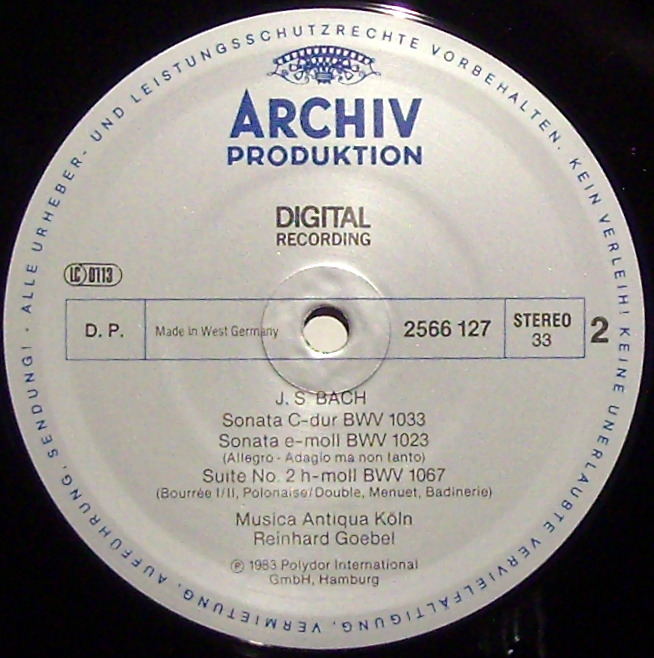 ALLE URHEBER- UND LEISTUNGSSCHUTZRECHTE VORBEHALTEN. KEIN VERLEIH! KEINE UNERLAUBTE VERVIELFÄLTIGUNG, VERMIETUNG, AUFFÜHRUNG, SENDUNG! ·
ARCHIV
PRODUKTION
DIGITAL
RECORDING
LC 0113
D. P. Made in West Germany 2566 127 STEREO 33 2
J. S. BACH
Sonata C-dur BWV 1033
Sonata e-moll BWV 1023
(Allegro - Adagio ma non tanto)
Suite No. 2 h-moll BWV 1067
(Bourrée I/II, Polonaise/Double, Menuet, Badinerie)
Musica Antiqua Köln
Reinhard Goebel
℗ 1983 Polydor International
GmbH, Hamburg